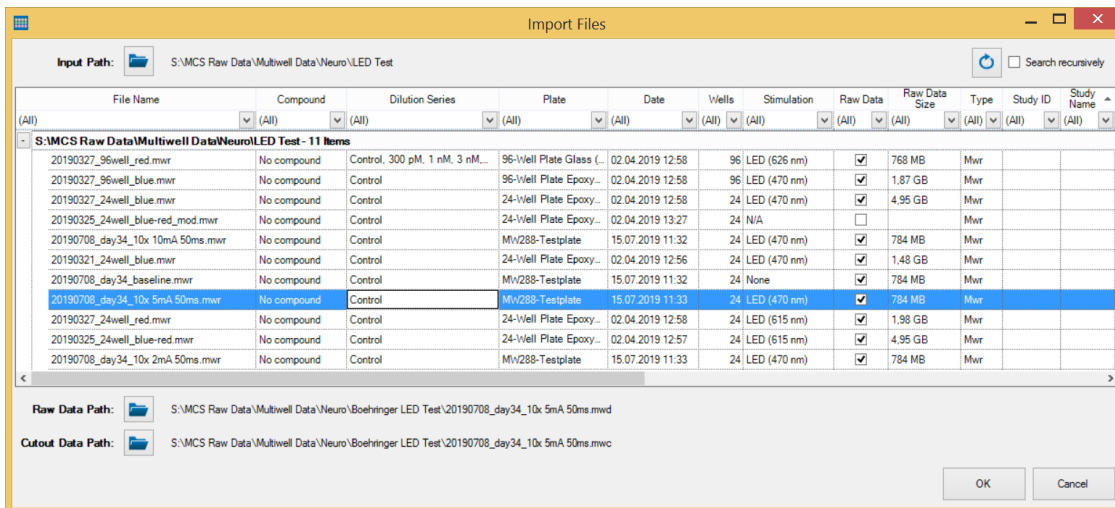 Import Files
Input Path: S:\MCS Raw Data\Multiwell Data\Neuro\LED Test Search recursively
File Name Compound Dilution Series Plate Date Wells Stimulation Raw Data Raw Data Size Type Study ID Study Name
(All) (All) (All) (All) (All) (All) (All) (All) (All) (All) (All) (All)
S:\MCS Raw Data\Multiwell Data\Neuro\LED Test - 11 Items
20190327_96well_red.mwr No compound Control, 300 pM, 1 nM, 3 nM,... 96-Well Plate Glass (... 02.04.2019 12:58 96 LED (626 nm) 768 MB Mwr
20190327_96well_blue.mwr No compound Control 96-Well Plate Epoxy... 02.04.2019 12:58 96 LED (470 nm) 1,87 GB Mwr
20190327_24well_blue.mwr No compound Control 24-Well Plate Epoxy... 02.04.2019 12:58 24 LED (470 nm) 4,95 GB Mwr
20190325_24well_blue-red_mod.mwr No compound Control 24-Well Plate Epoxy... 02.04.2019 13:27 24 N/A Mwr
20190708_day34_10x 10mA 50ms.mwr No compound Control MW288-Testplate 15.07.2019 11:32 24 LED (470 nm) 784 MB Mwr
20190321_24well_blue.mwr No compound Control 24-Well Plate Epoxy... 02.04.2019 12:56 24 LED (470 nm) 1,48 GB Mwr
20190708_day34_baseline.mwr No compound Control MW288-Testplate 15.07.2019 11:32 24 None 784 MB Mwr
20190708_day34_10x 5mA 50ms.mwr No compound Control MW288-Testplate 15.07.2019 11:33 24 LED (470 nm) 784 MB Mwr
20190327_24well_red.mwr No compound Control 24-Well Plate Epoxy... 02.04.2019 12:58 24 LED (615 nm) 1,98 GB Mwr
20190325_24well_blue-red.mwr No compound Control 24-Well Plate Epoxy... 02.04.2019 12:57 24 LED (615 nm) 4,95 GB Mwr
20190708_day34_10x 2mA 50ms.mwr No compound Control MW288-Testplate 15.07.2019 11:33 24 LED (470 nm) 784 MB Mwr
Raw Data Path: S:\MCS Raw Data\Multiwell Data\Neuro\Boehringer LED Test\20190708_day34_10x 5mA 50ms.mwd
Cutout Data Path: S:\MCS Raw Data\Multiwell Data\Neuro\Boehringer LED Test\20190708_day34_10x 5mA 50ms.mwc
OK Cancel